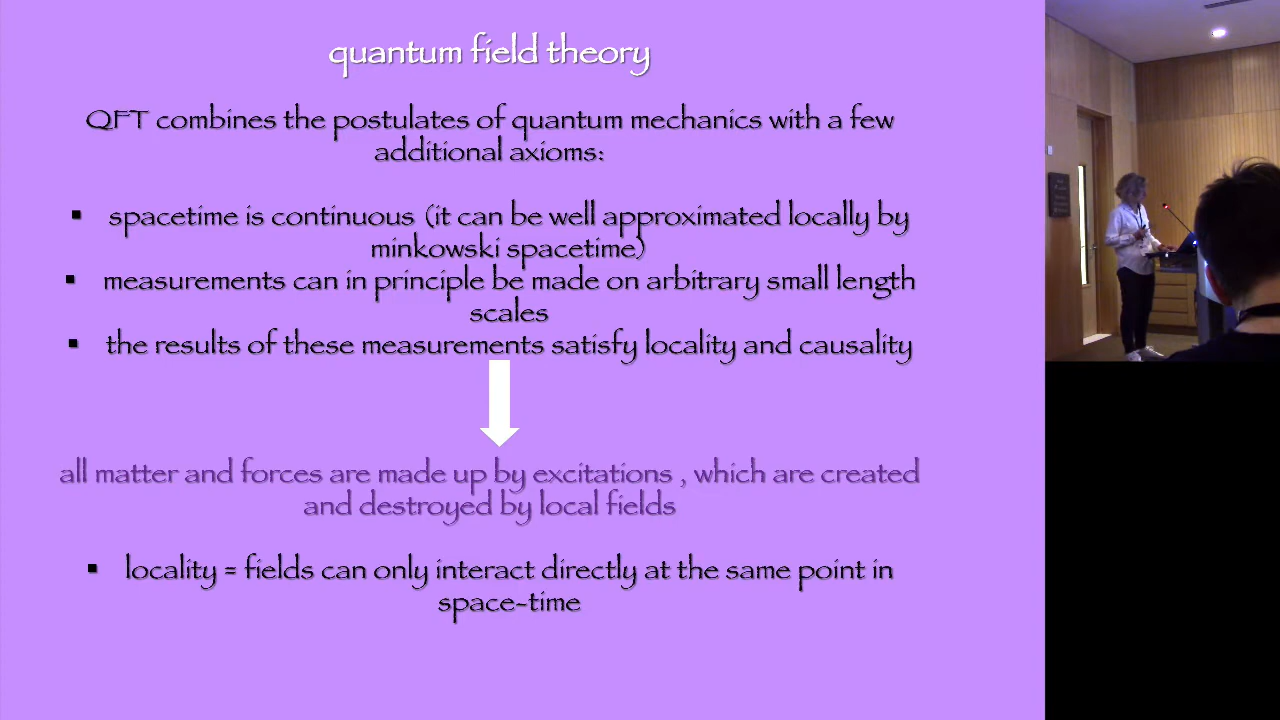 quantum field theory
QFT combines the postulates of quantum mechanics with a few
additional axioms:
▪ spacetime is continuous (it can be well approximated locally by
minkowski spacetime)
▪ measurements can in principle be made on arbitrary small length
scales
▪ the results of these measurements satisfy locality and causality
all matter and forces are made up by excitations , which are created
and destroyed by local fields
▪ locality = fields can only interact directly at the same point in
space-time